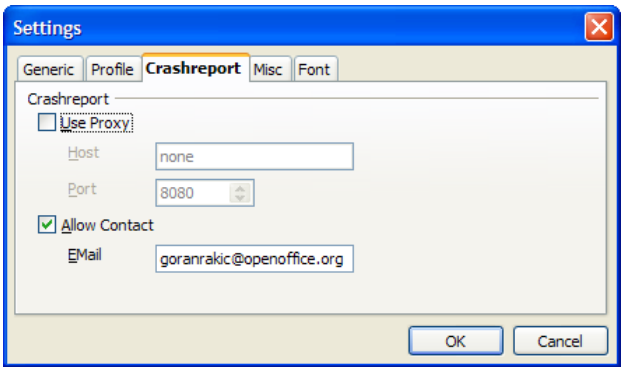 Settings
Generic Profile Crashreport Misc Font
Crashreport
Use Proxy
Host none
Port 8080
Allow Contact
EMail goranrakic@openoffice.org
OK Cancel